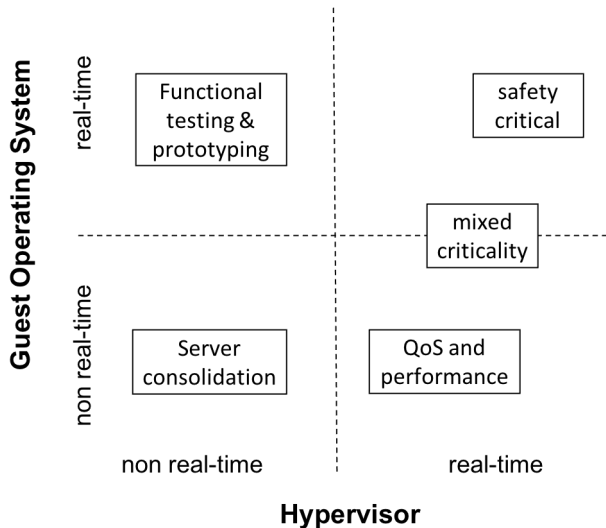 Guest Operating System
real-time
non real-time
Functional
testing &
prototyping
safety
critical
mixed
criticality
Server
consolidation
QoS and
performance
non real-time
real-time
Hypervisor